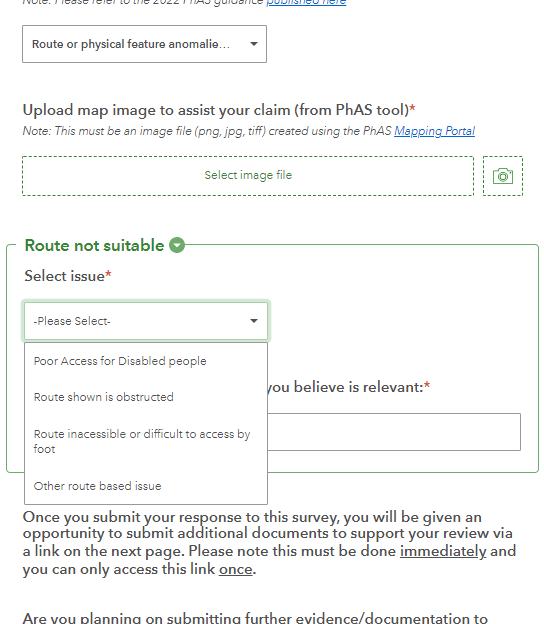 Note: Please refer to the 2022 PhAS guidance published here
Route or physical feature anomalie...
Upload map image to assist your claim (from PhAS tool)*
Note: This must be an image file (png, jpg, tiff) created using the PhAS Mapping Portal
Select image file
Route not suitable
Select issue*
-Please Select-
Poor Access for Disabled people
you believe is relevant:*
Route shown is obstructed
Route inacessible or difficult to access by
foot
Other route based issue
Once you submit your response to this survey, you will be given an
opportunity to submit additional documents to support your review via
a link on the next page. Please note this must be done immediately and
you can only access this link once.
Are you planning on submitting further evidence/documentation to